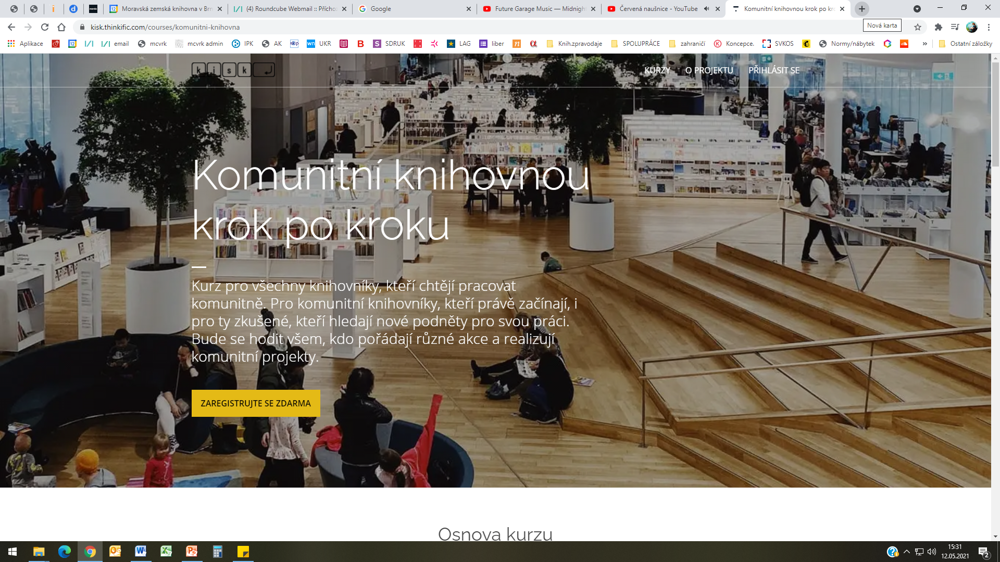 Moravská zemská knihovna v Brn
(4) Roundcube Webmail :: Přícho
Google
Future Garage Music — Midnigh
Červená naušnice - YouTube
Komunitní knihovnou krok po kro
kisk.thinkific.com/courses/komunitni-knihovna
Nová karta
Aplikace
email
mcvrk
mcvrk admin
IPK
AK
UKR
SDRUK
LAG
liber
Knih.zpravodaje
SPOLUPRÁCE
zahraničí
Koncepce.
SVKOS
Normy/nábytek
Ostatní záložky
kisk
KURZY
O PROJEKTU
PŘIHLÁSIT SE
Komunitní knihovnou
krok po kroku
Kurz pro všechny knihovníky, kteří chtějí pracovat
komunitně. Pro komunitní knihovníky, kteří právě začínají, i
pro ty zkušené, kteří hledají nové podněty pro svou práci.
Bude se hodit všem, kdo pořádají různé akce a realizují
komunitní projekty.
ZAREGISTRUJTE SE ZDARMA
Osnova kurzu
15:31
12.05.2021
2